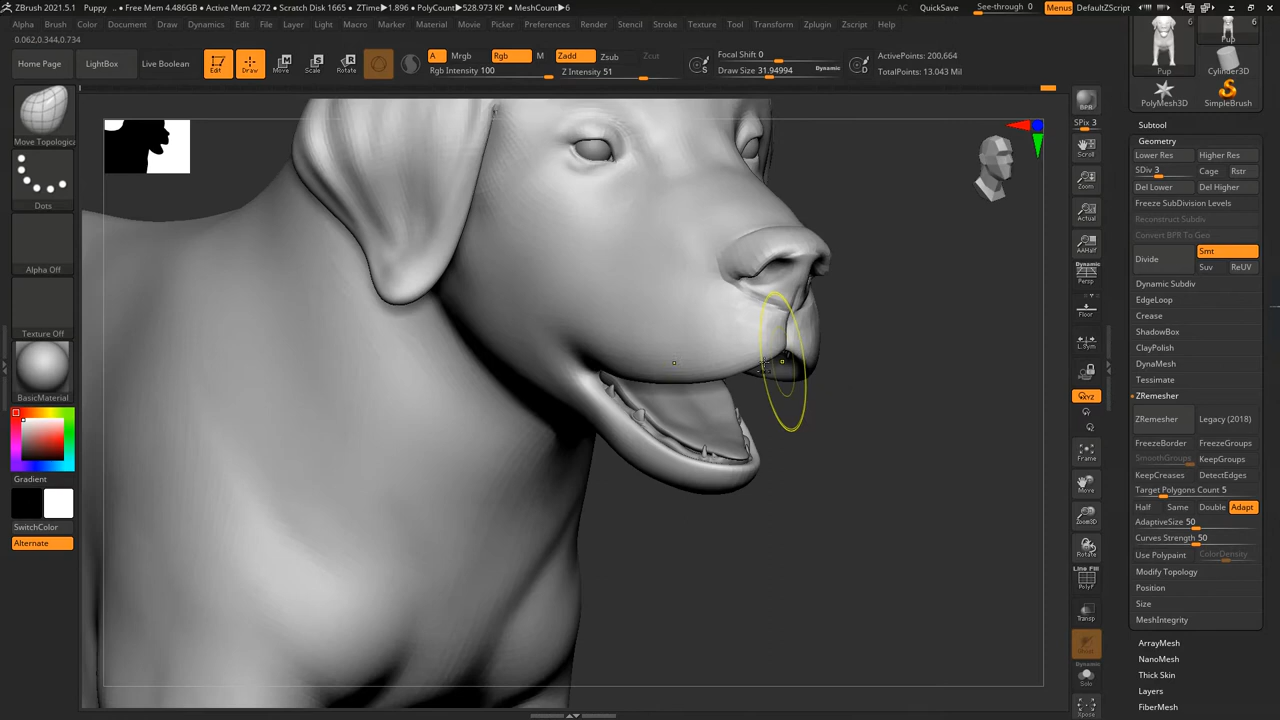 ZBrush 2021.5.1 Puppy .. • Free Mem 4.486GB • Active Mem 4272 • Scratch Disk 1665 • ZTime▶1.896 • PolyCount▶528.973 KP • MeshCount▶6 AC QuickSave See-through 0 Menus DefaultZScript
Alpha Brush Color Document Draw Dynamics Edit File Layer Light Macro Marker Material Movie Picker Preferences Render Stencil Stroke Texture Tool Transform Zplugin Zscript Help
0.062,0.344,0.734
Home Page LightBox Live Boolean Edit Draw Move Scale Rotate
A Mrgb Rgb M Zadd Zsub Zcut
Rgb Intensity 100 Z Intensity 51
S
Focal Shift 0
Draw Size 31.94994 Dynamic
D
ActivePoints: 200,664
TotalPoints: 13.043 Mil
Move Topologica
Dots
Alpha Off
Texture Off
BasicMaterial
Gradient
SwitchColor
Alternate
BPR
SPix 3
Scroll
Zoom
Actual
AAHalf
Dynamic
Persp
Floor
L.Sym
XYZ
Frame
Move
Zoom3D
Rotate
Line Fill
PolyF
Transp
Dynamic
Solo
Xpose
6 6
Pup Pup
Cylinder3D
PolyMesh3D SimpleBrush
Subtool
Geometry
Lower Res Higher Res
SDiv 3 Cage Rstr
Del Lower Del Higher
Freeze SubDivision Levels
Reconstruct Subdiv
Convert BPR To Geo
Divide Smt
Suv ReUV
Dynamic Subdiv
EdgeLoop
Crease
ShadowBox
ClayPolish
DynaMesh
Tessimate
ZRemesher
ZRemesher Legacy (2018)
FreezeBorder FreezeGroups
SmoothGroups KeepGroups
KeepCreases DetectEdges
Target Polygons Count 5
Half Same Double Adapt
AdaptiveSize 50
Curves Strength 50
Use Polypaint ColorDensity
Modify Topology
Position
Size
MeshIntegrity
ArrayMesh
NanoMesh
Thick Skin
Layers
FiberMesh